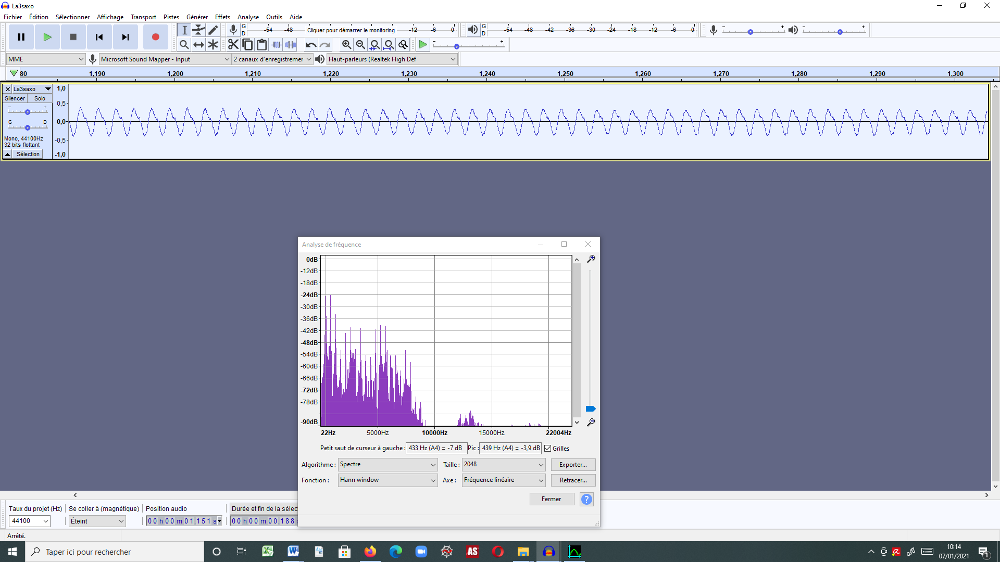 La3saxo
Fichier Édition Sélectionner Affichage Transport Pistes Générer Effets Analyse Outils Aide
G D -54 -48 Cliquer pour démarrer le monitoring -12 -6 0 G D -54 -48 -42 -36 -30 -24 -18 -12 -6 0 - + - +
- +
MME Microsoft Sound Mapper - Input 2 canaux d'enregistremer Haut-parleurs (Realtek High Def
80 1,190 1,200 1,210 1,220 1,230 1,240 1,250 1,260 1,270 1,280 1,290 1,300
La3saxo 1,0
Silencer Solo 0,5
- +
G D 0,0
Mono, 44100Hz -0,5
32 bits flottant
Sélection -1,0
Analyse de fréquence
0dB
-12dB
-18dB
-24dB
-30dB
-36dB
-42dB
-48dB
-54dB
-60dB
-66dB
-72dB
-78dB
-90dB
22Hz 5000Hz 10000Hz 15000Hz 22004Hz
Petit saut de curseur à gauche : 433 Hz (A4) = -7 dB Pic : 439 Hz (A4) = -3,9 dB Grilles
Algorithme : Spectre Taille : 2048 Exporter...
Fonction : Hann window Axe : Fréquence linéaire Retracer...
Fermer ?
Taux du projet (Hz) Se coller à (magnétique) Position audio Durée et fin de la sélect
44100 Éteint 00 h 00 m 01.151 s 00 h 00 m 00.188
Arrêté.
Taper ici pour rechercher AS 10:14
07/01/2021 1